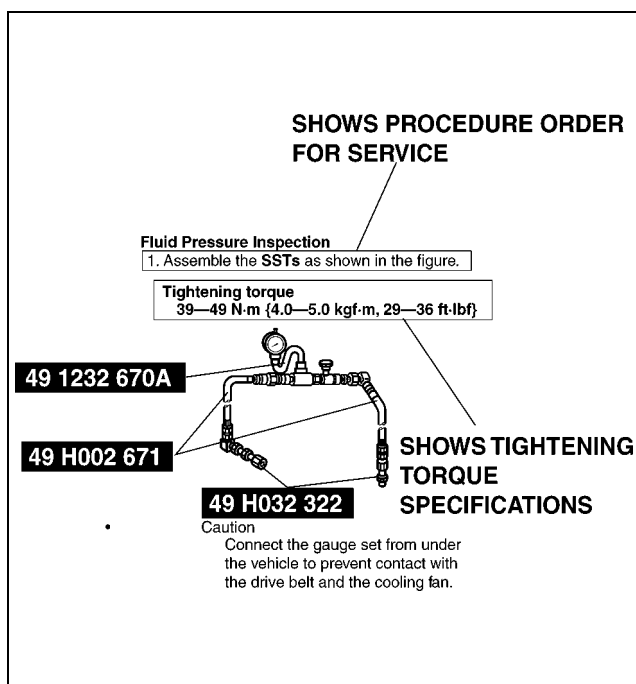 SHOWS PROCEDURE ORDER
FOR SERVICE
Fluid Pressure Inspection
1. Assemble the SSTs as shown in the figure.
Tightening torque
39—49 N·m {4.0—5.0 kgf·m, 29—36 ft·lbf}
49 1232 670A
49 H002 671
49 H032 322
SHOWS TIGHTENING
TORQUE
SPECIFICATIONS
Caution
Connect the gauge set from under
the vehicle to prevent contact with
the drive belt and the cooling fan.